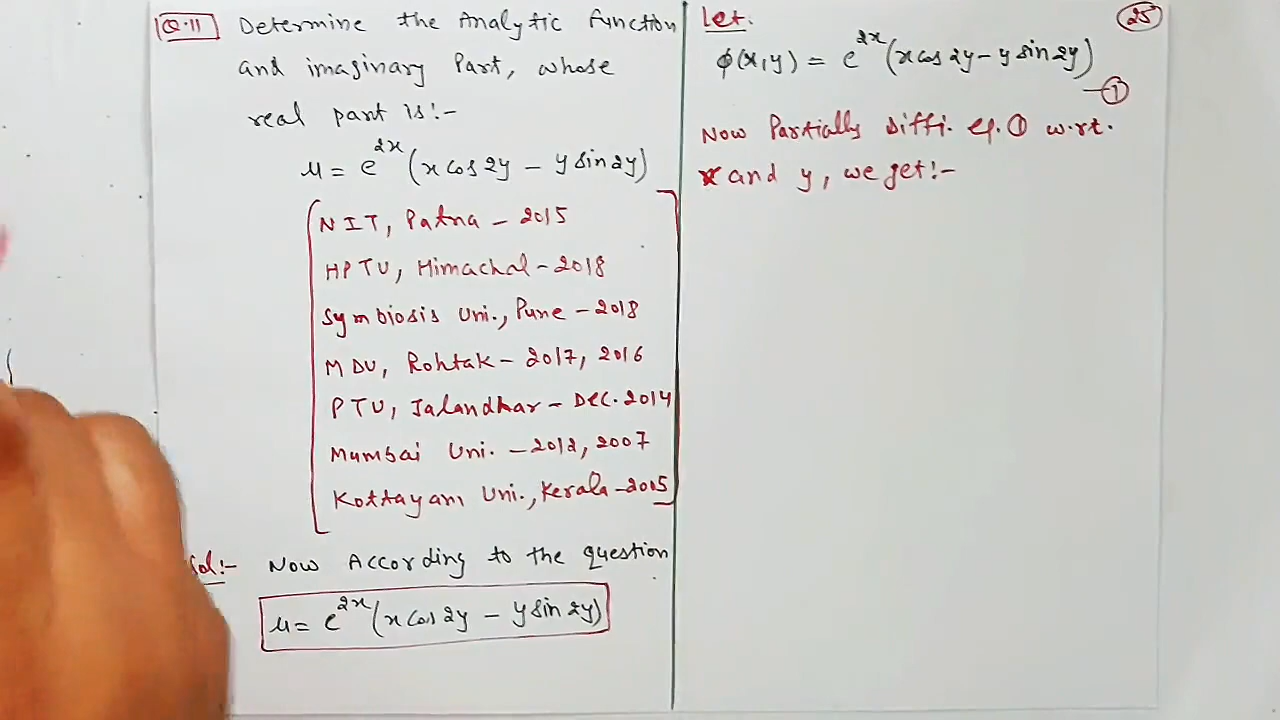 Q.11 Determine the Analytic function
and imaginary Part, whose
real part is:-
u = e^2x (x cos 2y - y sin 2y)
NIT, Patna - 2015
HPTU, Himachal - 2018
Symbiosis Uni., Pune - 2018
MDU, Rohtak - 2017, 2016
PTU, Jalandhar - Dec. 2014
Mumbai Uni. - 2012, 2007
Kottayam Uni., Kerala - 2005
Sol:- Now According to the question
u = e^2x (x cos 2y - y sin 2y)
Let.
25
φ(x,y) = e^2x (x cos 2y - y sin 2y)
—①
Now Partially Diffi. eq. ① w.r.t.
x and y, we get:-